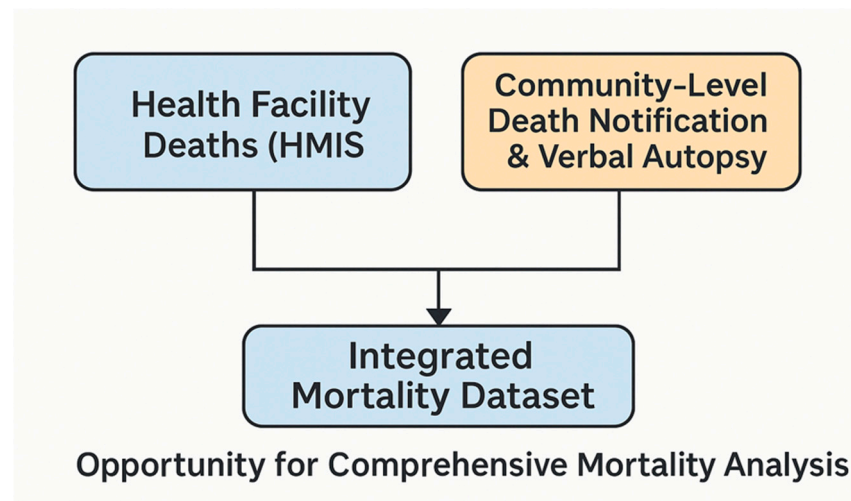 Health Facility
Deaths (HMIS
Community-Level
Death Notification
& Verbal Autopsy
Integrated
Mortality Dataset
Opportunity for Comprehensive Mortality Analysis